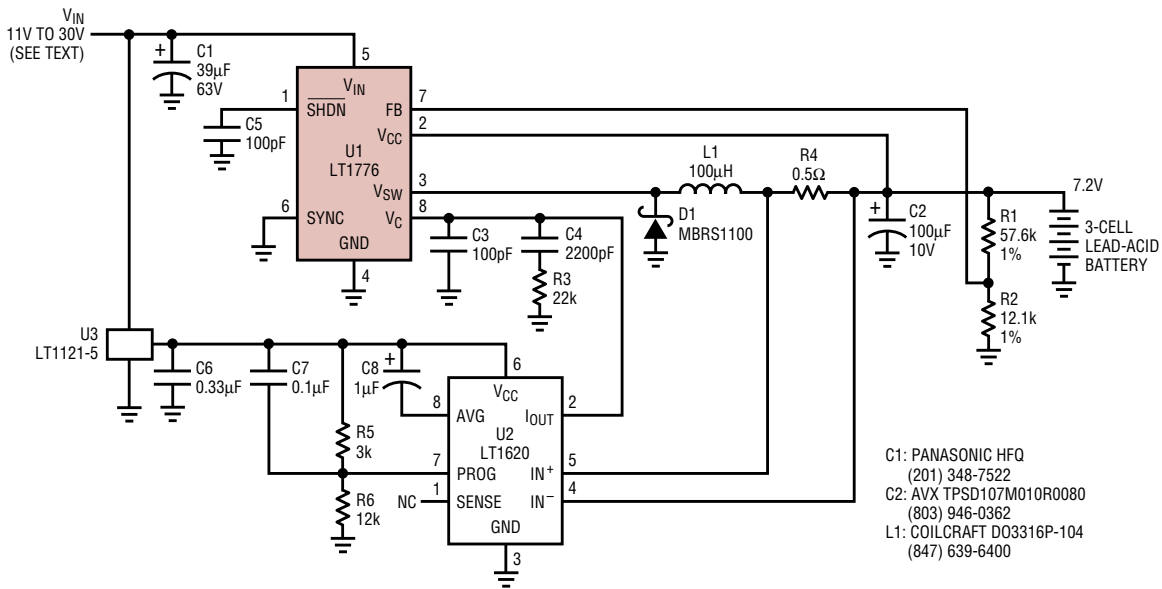 VIN
11V TO 30V
(SEE TEXT)
+
C1
39µF
63V
5
VIN
1
SHDN
FB
7
C5
100pF
VCC
2
U1
LT1776
VSW
3
L1
100µH
R4
0.5Ω
7.2V
6
SYNC
VC
8
GND
4
D1
MBRS1100
+
C2
100µF
10V
R1
57.6k
1%
3-CELL
LEAD-ACID
BATTERY
C3
100pF
C4
2200pF
R3
22k
R2
12.1k
1%
U3
LT1121-5
C6
0.33µF
C7
0.1µF
C8
1µF
+
6
VCC
8
AVG
IOUT
2
R5
3k
U2
LT1620
7
PROG
IN+
5
NC
1
SENSE
IN–
4
R6
12k
GND
3
C1: PANASONIC HFQ
(201) 348-7522
C2: AVX TPSD107M010R0080
(803) 946-0362
L1: COILCRAFT DO3316P-104
(847) 639-6400